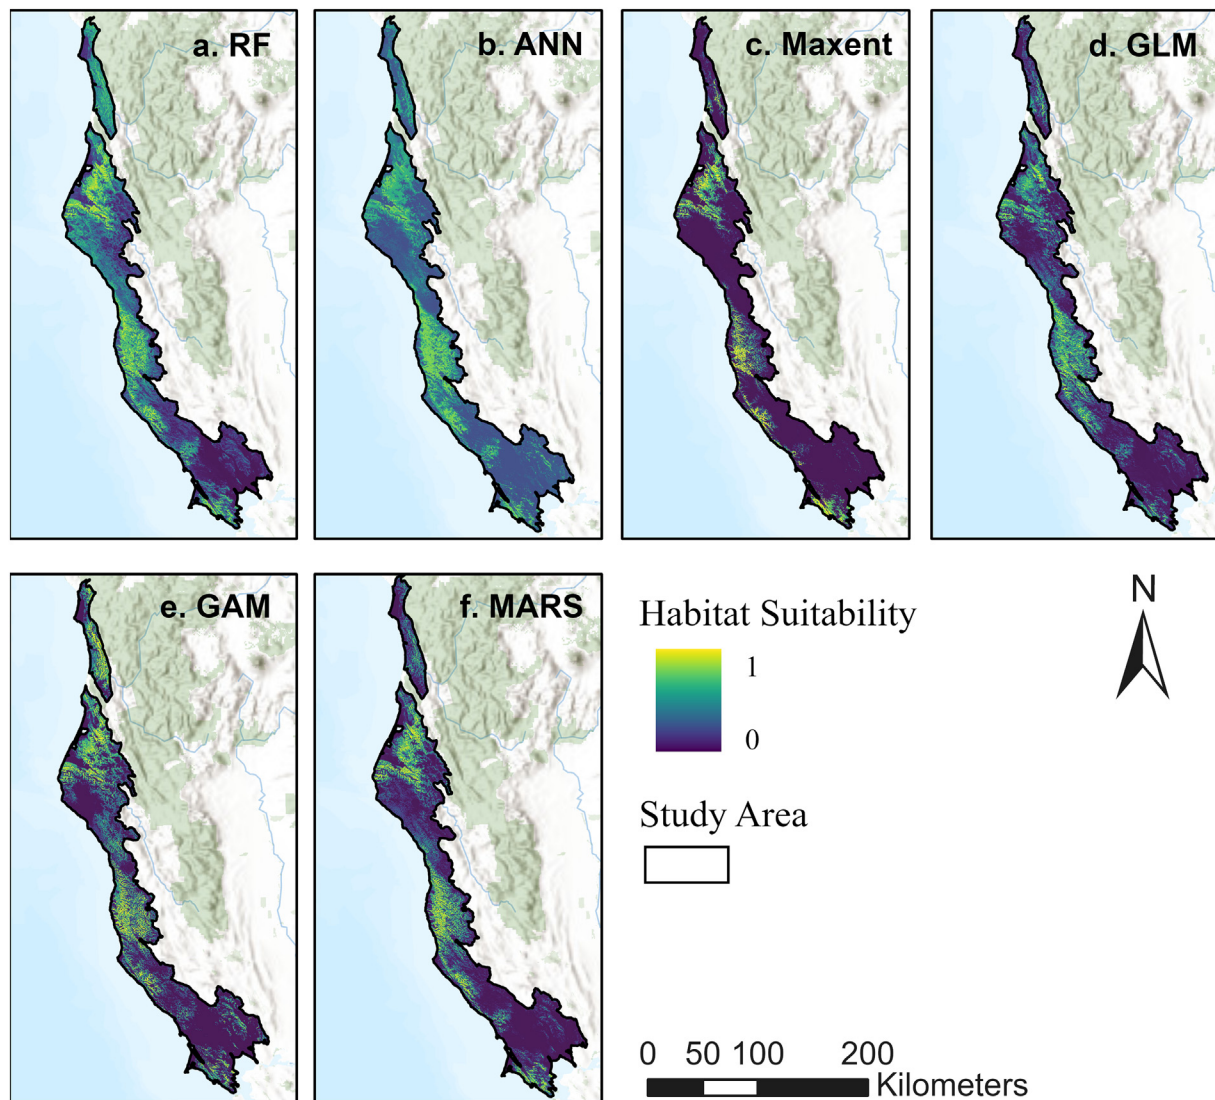 a. RF
b. ANN
c. Maxent
d. GLM
e. GAM
f. MARS
Habitat Suitability
1
0
Study Area
N
0 50 100 200
Kilometers